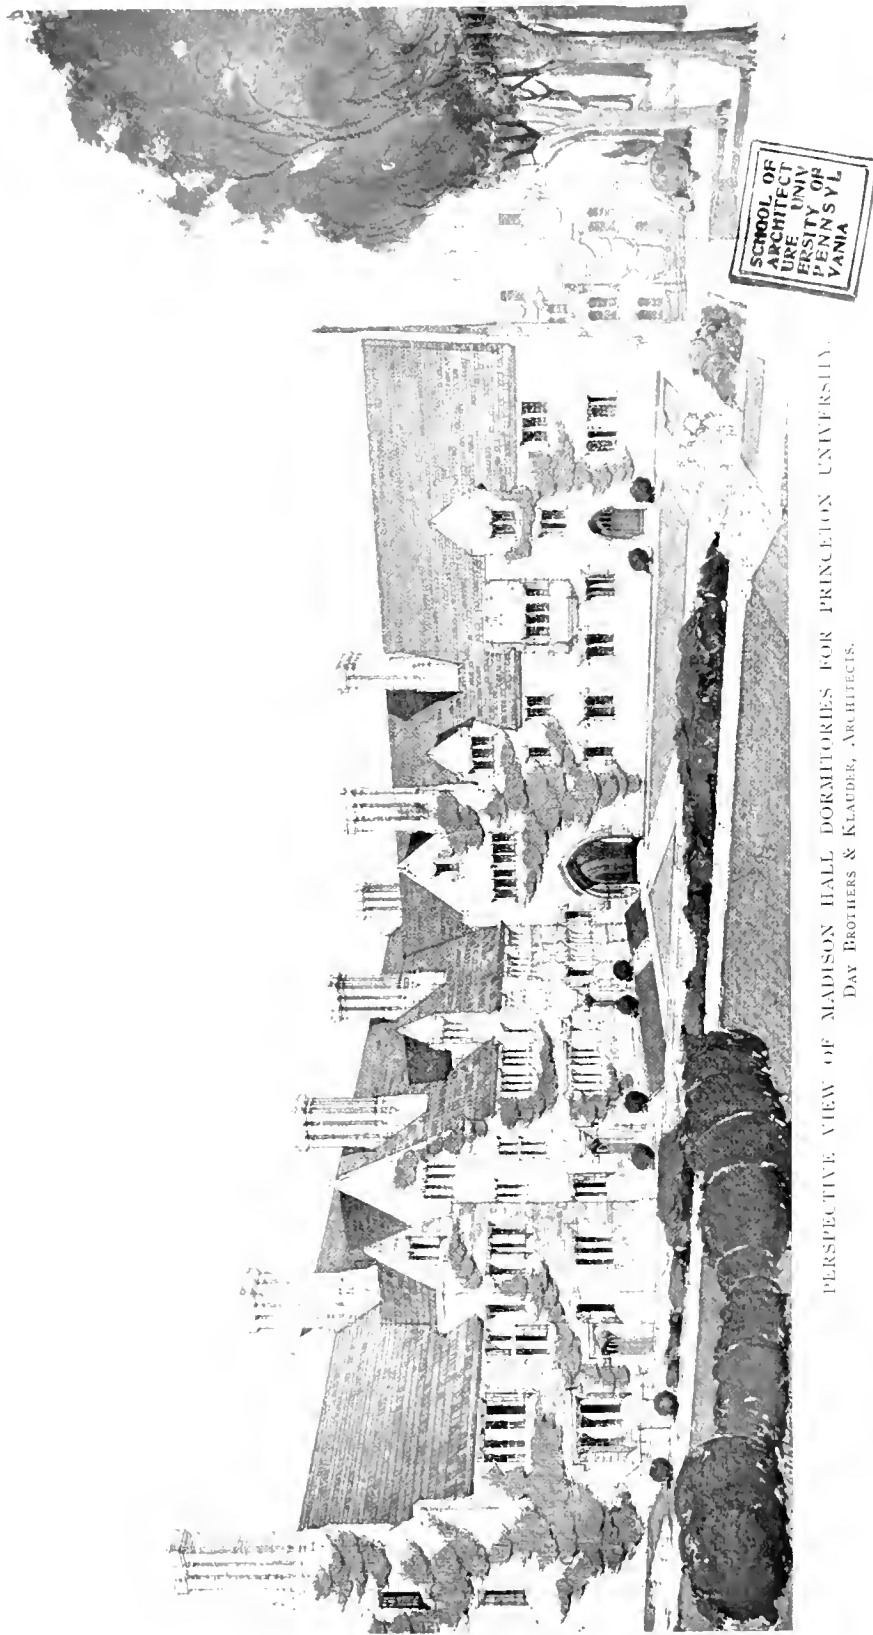 SCHOOL OF
ARCHITECT
URE UNIV
ERSITY OF
PENNSYL
VANIA
PERSPECTIVE VIEW OF MADISON HALL DORMITORIES FOR PRINCETON UNIVERSITY.
DAY BROTHERS & KLAUDER, ARCHITECTS.